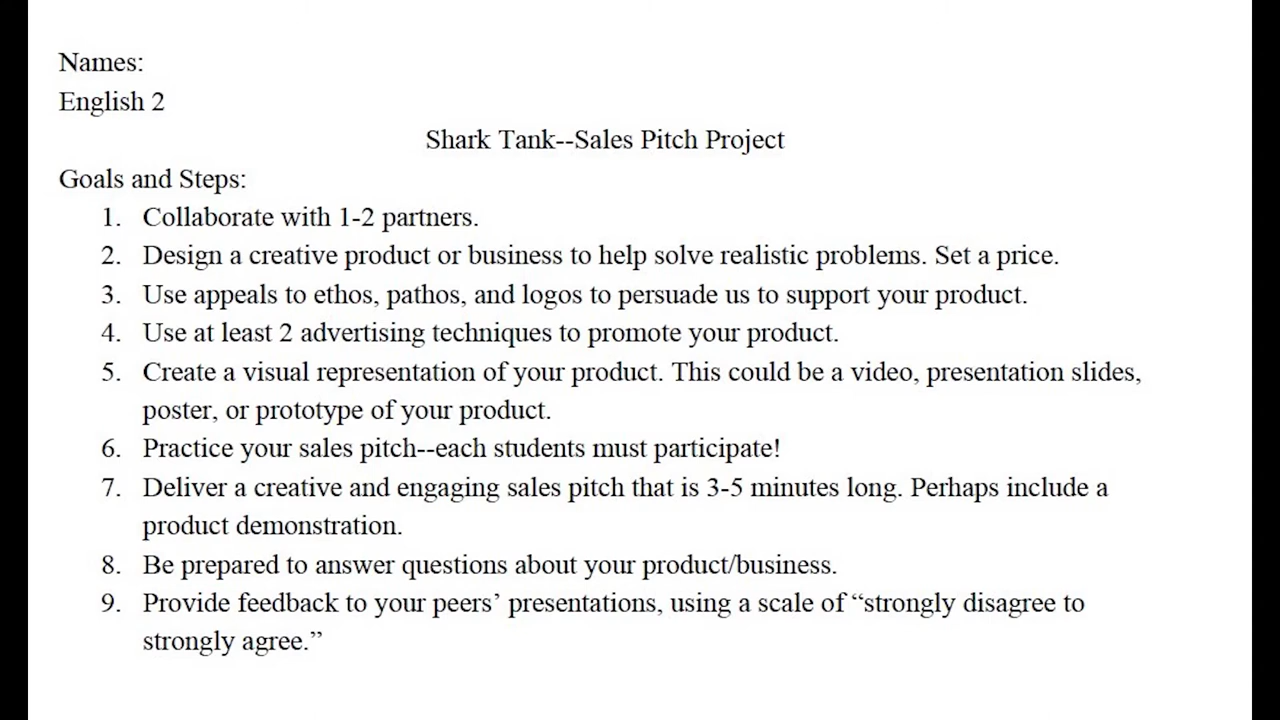 Names:
English 2
Shark Tank--Sales Pitch Project
Goals and Steps:
1. Collaborate with 1-2 partners.
2. Design a creative product or business to help solve realistic problems. Set a price.
3. Use appeals to ethos, pathos, and logos to persuade us to support your product.
4. Use at least 2 advertising techniques to promote your product.
5. Create a visual representation of your product. This could be a video, presentation slides,
poster, or prototype of your product.
6. Practice your sales pitch--each students must participate!
7. Deliver a creative and engaging sales pitch that is 3-5 minutes long. Perhaps include a
product demonstration.
8. Be prepared to answer questions about your product/business.
9. Provide feedback to your peers’ presentations, using a scale of “strongly disagree to
strongly agree.”